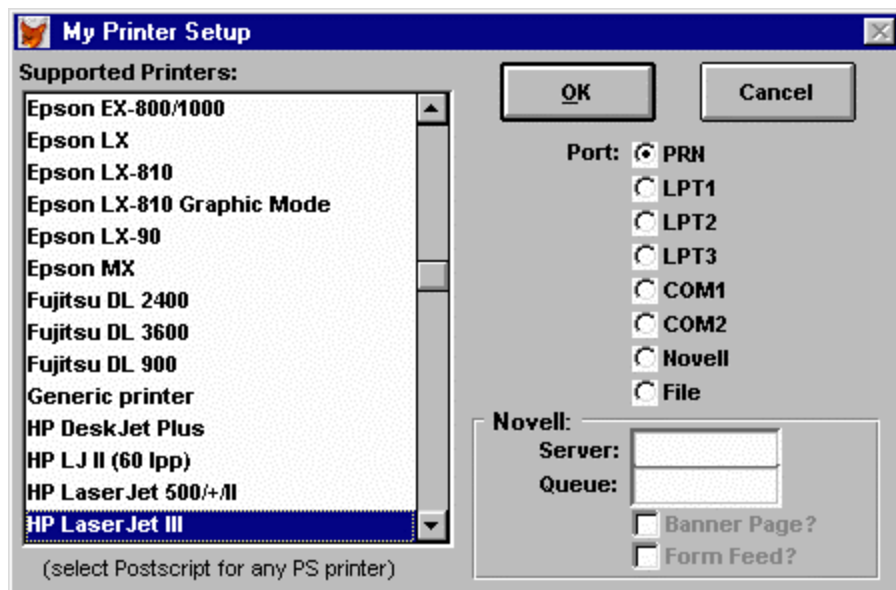 My Printer Setup
Supported Printers:
Epson EX-800/1000
Epson LX
Epson LX-810
Epson LX-810 Graphic Mode
Epson LX-90
Epson MX
Fujitsu DL 2400
Fujitsu DL 3600
Fujitsu DL 900
Generic printer
HP DeskJet Plus
HP LJ II (60 lpp)
HP LaserJet 500/+/II
HP LaserJet III
(select Postscript for any PS printer)
OK
Cancel
Port: PRN
LPT1
LPT2
LPT3
COM1
COM2
Novell
File
Novell:
Server:
Queue:
Banner Page?
Form Feed?